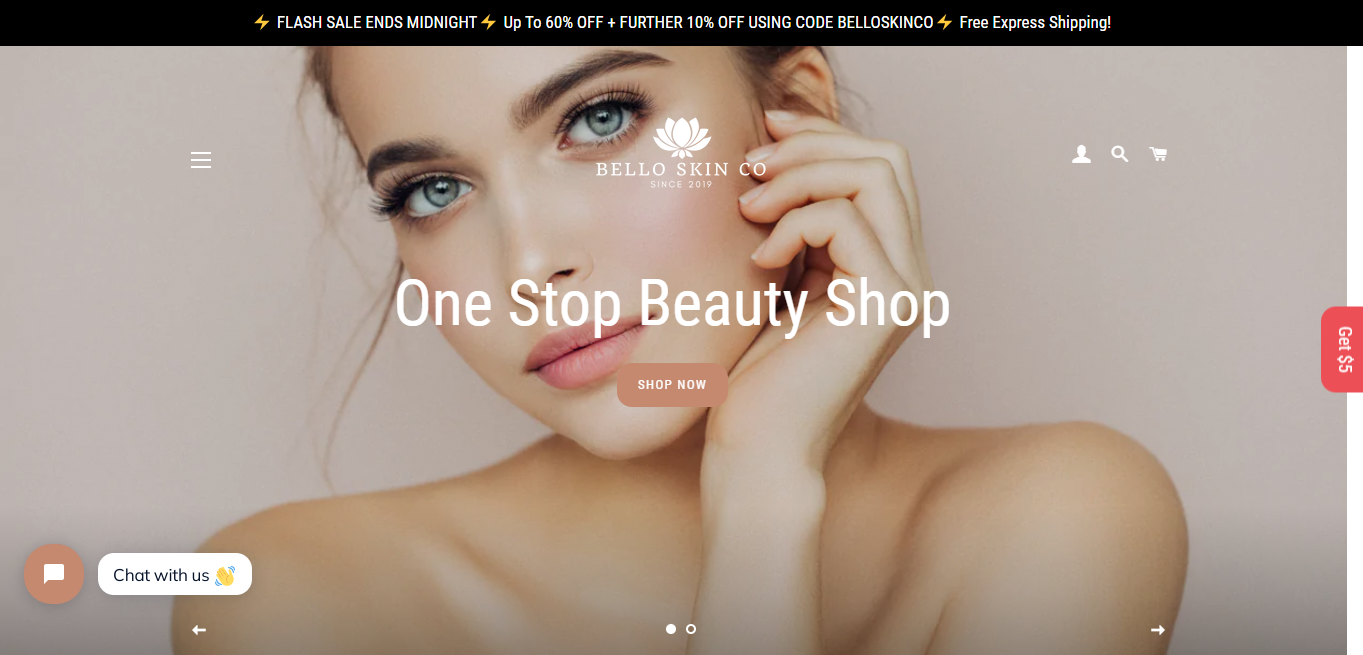 ⚡ FLASH SALE ENDS MIDNIGHT ⚡ Up To 60% OFF + FURTHER 10% OFF USING CODE BELLOSKINCO ⚡ Free Express Shipping!
BELLO SKIN CO
SINCE 2019
One Stop Beauty Shop
SHOP NOW
Get $5
Chat with us 👋